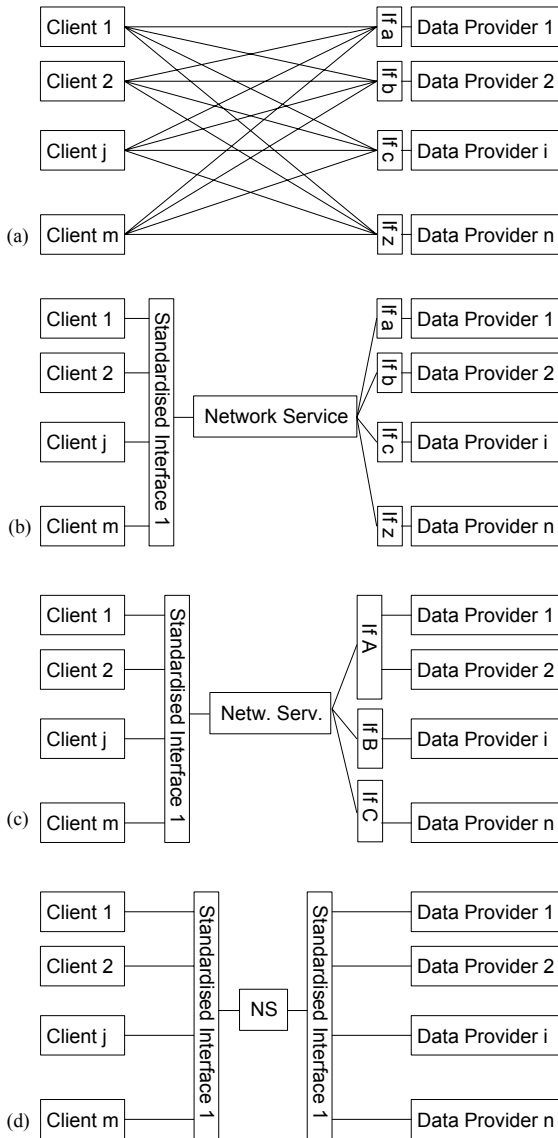 Client 1
If a
Data Provider 1
Client 2
If b
Data Provider 2
Client j
If c
Data Provider i
Client m
If z
Data Provider n
(a)
Client 1
Standardised Interface 1
If a
Data Provider 1
Client 2
If b
Data Provider 2
Network Service
Client j
If c
Data Provider i
Client m
If z
Data Provider n
(b)
Client 1
Standardised Interface 1
If A
Data Provider 1
Client 2
Data Provider 2
Netw. Serv.
Client j
If B
Data Provider i
Client m
If C
Data Provider n
(c)
Client 1
Standardised Interface 1
Standardised Interface 1
Data Provider 1
Client 2
Data Provider 2
NS
Client j
Data Provider i
Client m
Data Provider n
(d)